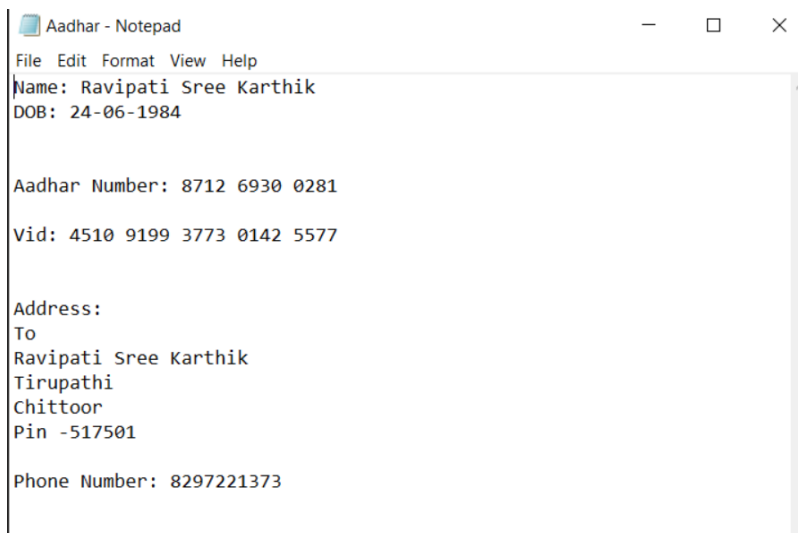 Aadhar - Notepad
File Edit Format View Help
Name: Ravipati Sree Karthik
DOB: 24-06-1984
Aadhar Number: 8712 6930 0281
Vid: 4510 9199 3773 0142 5577
Address:
To
Ravipati Sree Karthik
Tirupathi
Chittoor
Pin -517501
Phone Number: 8297221373